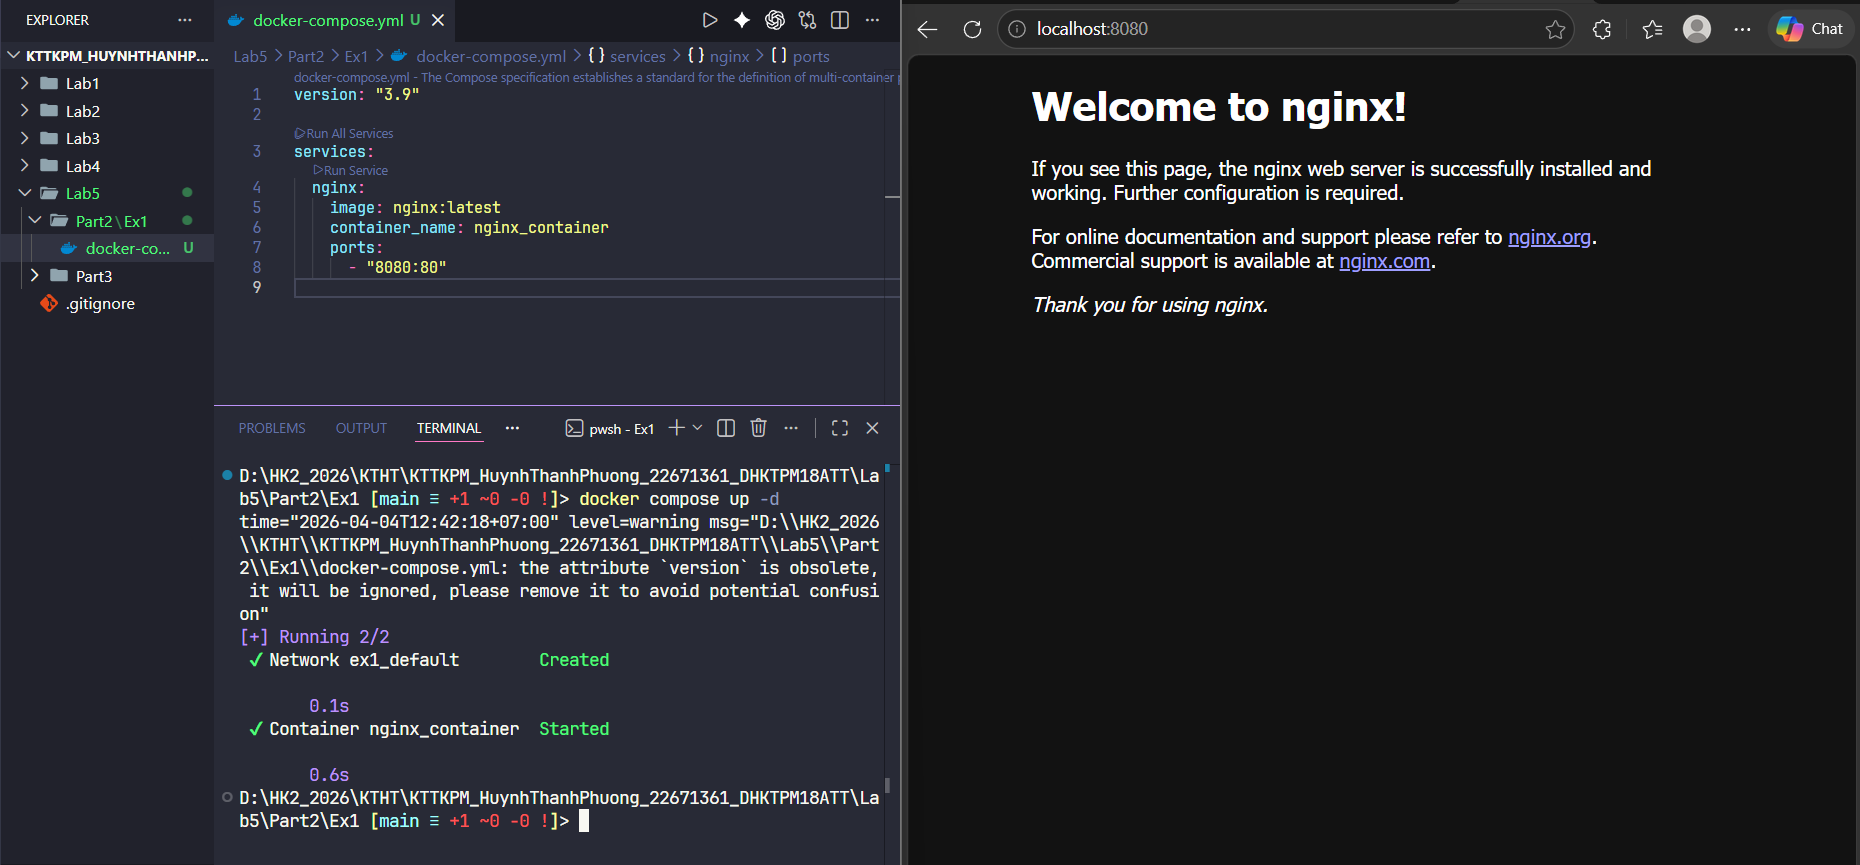 EXPLORER
KTTKPM_HUYNHTHANHP...
Lab1
Lab2
Lab3
Lab4
Lab5
Part2\Ex1
docker-co... U
Part3
.gitignore
docker-compose.yml U
Lab5 > Part2 > Ex1 > docker-compose.yml > {} services > {} nginx > [] ports
docker-compose.yml - The Compose specification establishes a standard for the definition of multi-container
1 version: "3.9"
2
Run All Services
3 services:
Run Service
4 nginx:
5 image: nginx:latest
6 container_name: nginx_container
7 ports:
8 - "8080:80"
9
PROBLEMS OUTPUT TERMINAL ... pwsh - Ex1
D:\HK2_2026\KTHT\KTTKPM_HuynhThanhPhuong_22671361_DHKTPM18ATT\La
b5\Part2\Ex1 [main ≡ +1 ~0 -0 !]> docker compose up -d
time="2026-04-04T12:42:18+07:00" level=warning msg="D:\\HK2_2026
\\KTHT\\KTTKPM_HuynhThanhPhuong_22671361_DHKTPM18ATT\\Lab5\\Part
2\\Ex1\\docker-compose.yml: the attribute `version` is obsolete,
it will be ignored, please remove it to avoid potential confusi
on"
[+] Running 2/2
✓ Network ex1_default Created
0.1s
✓ Container nginx_container Started
0.6s
D:\HK2_2026\KTHT\KTTKPM_HuynhThanhPhuong_22671361_DHKTPM18ATT\La
b5\Part2\Ex1 [main ≡ +1 ~0 -0 !]>
localhost:8080
Chat
Welcome to nginx!
If you see this page, the nginx web server is successfully installed and
working. Further configuration is required.
For online documentation and support please refer to nginx.org.
Commercial support is available at nginx.com.
Thank you for using nginx.